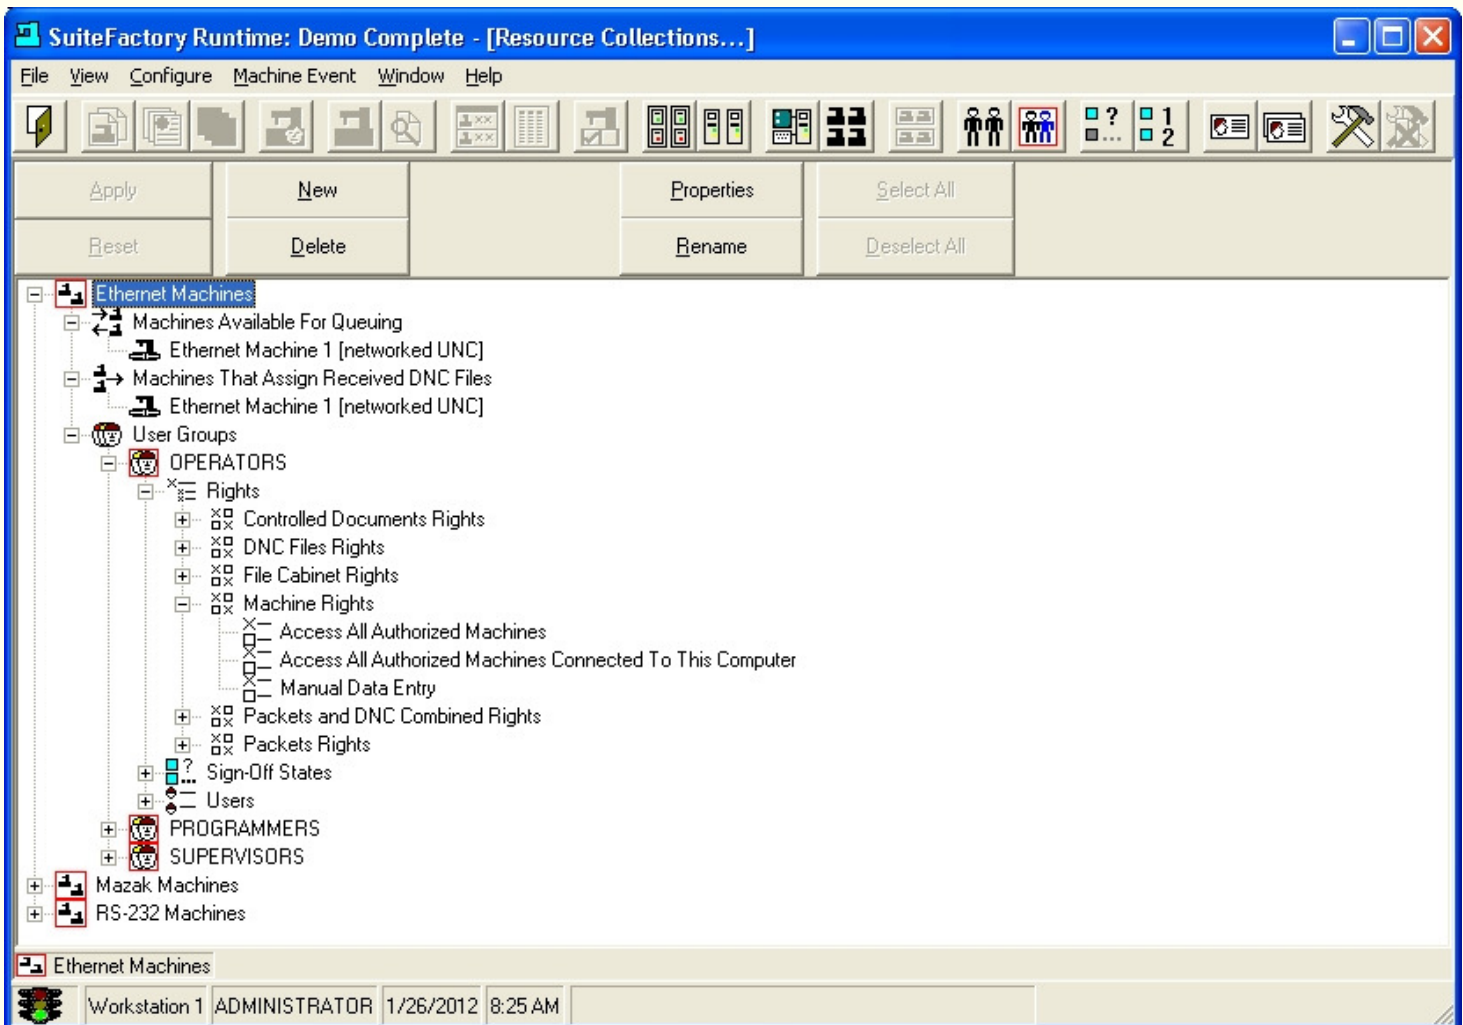 SuiteFactory Runtime: Demo Complete - [Resource Collections...]
File View Configure Machine Event Window Help
Apply New Properties Select All
Reset Delete Rename Deselect All
Ethernet Machines
Machines Available For Queuing
Ethernet Machine 1 [networked UNC]
Machines That Assign Received DNC Files
Ethernet Machine 1 [networked UNC]
User Groups
OPERATORS
Rights
Controlled Documents Rights
DNC Files Rights
File Cabinet Rights
Machine Rights
Access All Authorized Machines
Access All Authorized Machines Connected To This Computer
Manual Data Entry
Packets and DNC Combined Rights
Packets Rights
Sign-Off States
Users
PROGRAMMERS
SUPERVISORS
Mazak Machines
RS-232 Machines
Ethernet Machines
Workstation 1 ADMINISTRATOR 1/26/2012 8:25 AM